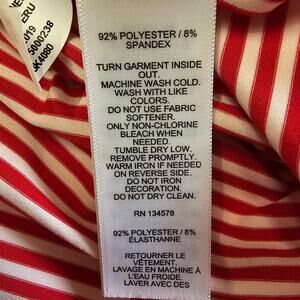 ERU
2019
5000238
92% POLYESTER / 8%
SPANDEX
TURN GARMENT INSIDE
OUT.
MACHINE WASH COLD.
WASH WITH LIKE
COLORS.
DO NOT USE FABRIC
SOFTENER.
ONLY NON-CHLORINE
BLEACH WHEN
NEEDED.
TUMBLE DRY LOW.
REMOVE PROMPTLY.
WARM IRON IF NEEDED
ON REVERSE SIDE.
DO NOT IRON
DECORATION.
DO NOT DRY CLEAN.
RN 134578
92% POLYESTER / 8%
ÉLASTHANNE
RETOURNER LE
VÊTEMENT.
LAVAGE EN MACHINE À
L'EAU FROIDE.
LAVER AVEC DES